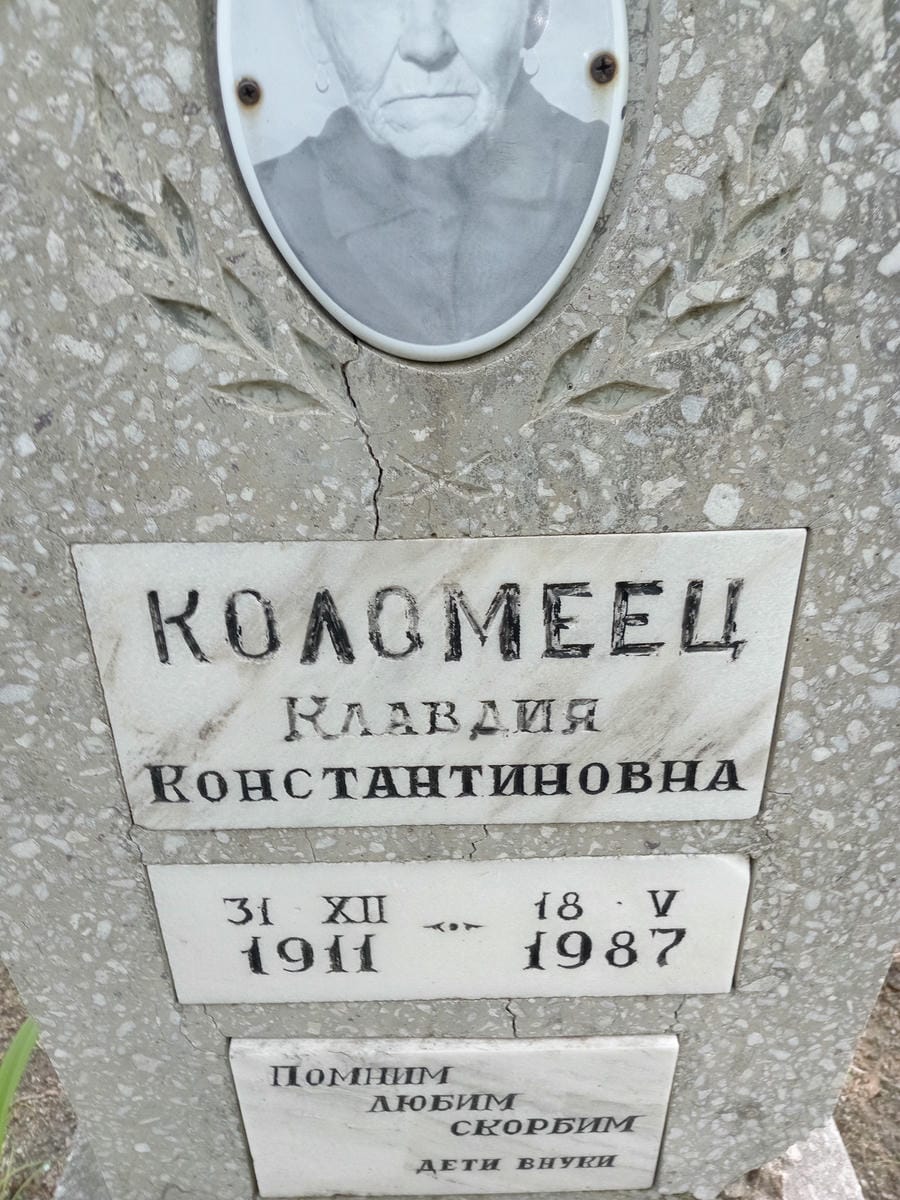 КОЛОМЕЕЦ
КЛАВДИЯ
КОНСТАНТИНОВНА
31 XII 18 V
1911 1987
ПОМНИМ
ЛЮБИМ
СКОРБИМ
ДЕТИ ВНУКИ